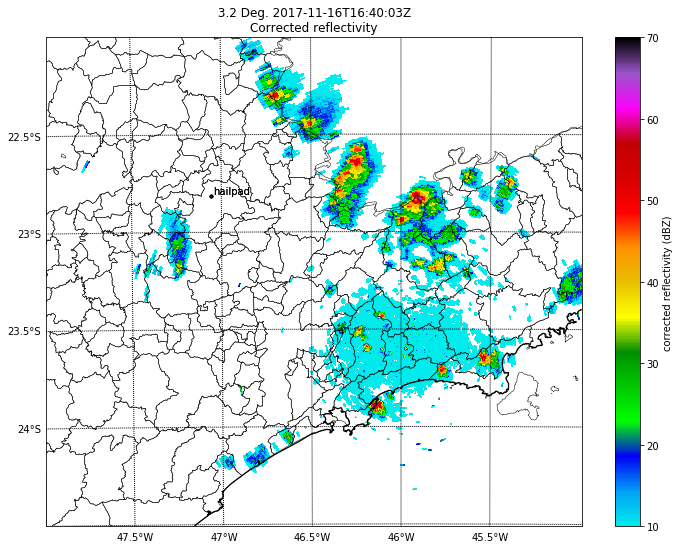 3.2 Deg. 2017-11-16T16:40:03Z
Corrected reflectivity
70
60
50
40
30
20
10
corrected reflectivity (dBZ)
22.5°S
23°S
23.5°S
24°S
hailpad
47.5°W
47°W
46.5°W
46°W
45.5°W